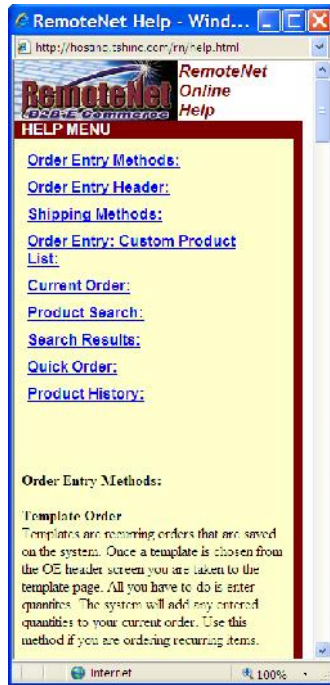 RemoteNet Help - Wind...
http://hosanc.tshinc.com/rn/help.html
RemoteNet
RemoteNet
B2B-E Commerce
Online
Help
HELP MENU
Order Entry Methods:
Order Entry Header:
Shipping Methods:
Order Entry: Custom Product
List:
Current Order:
Product Search:
Search Results:
Quick Order:
Product History:
Order Entry Methods:
Template Order
Templates are recurring orders that are saved
on the system. Once a template is chosen from
the OE header screen you are taken to the
template page. All you have to do is enter
quantites. The system will add any entered
quantities to your current order. Use this
method if you are ordering recurring items.
Internet
100%